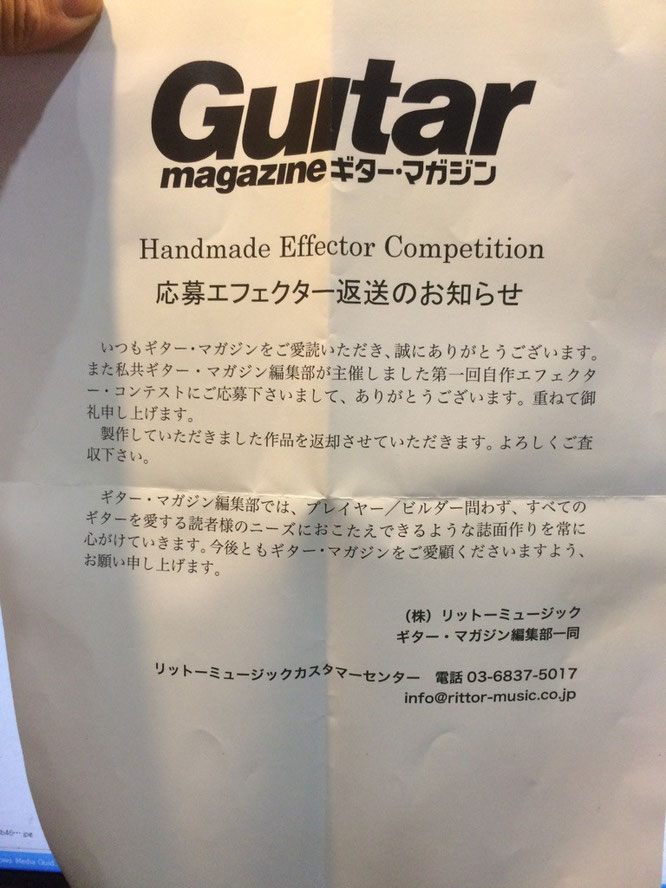 Guitar
magazine ギター・マガジン
Handmade Effector Competition
応募エフェクター返送のお知らせ
いつもギター・マガジンをご愛読いただき、誠にありがとうございます。
また私共ギター・マガジン編集部が主催しました第一回自作エフェクタ
ー・コンテストにご応募下さいまして、ありがとうございます。重ねて御
礼申し上げます。
製作していただきました作品を返却させていただきます。よろしくご査
収下さい。
ギター・マガジン編集部では、プレイヤー／ビルダー問わず、すべての
ギターを愛する読者様のニーズにおこたえできるような誌面作りを常に
心がけていきます。今後ともギター・マガジンをご愛顧くださいますよう、
お願い申し上げます。
（株）リットーミュージック
ギター・マガジン編集部一同
リットーミュージックカスタマーセンター　電話 03-6837-5017
info@rittor-music.co.jp